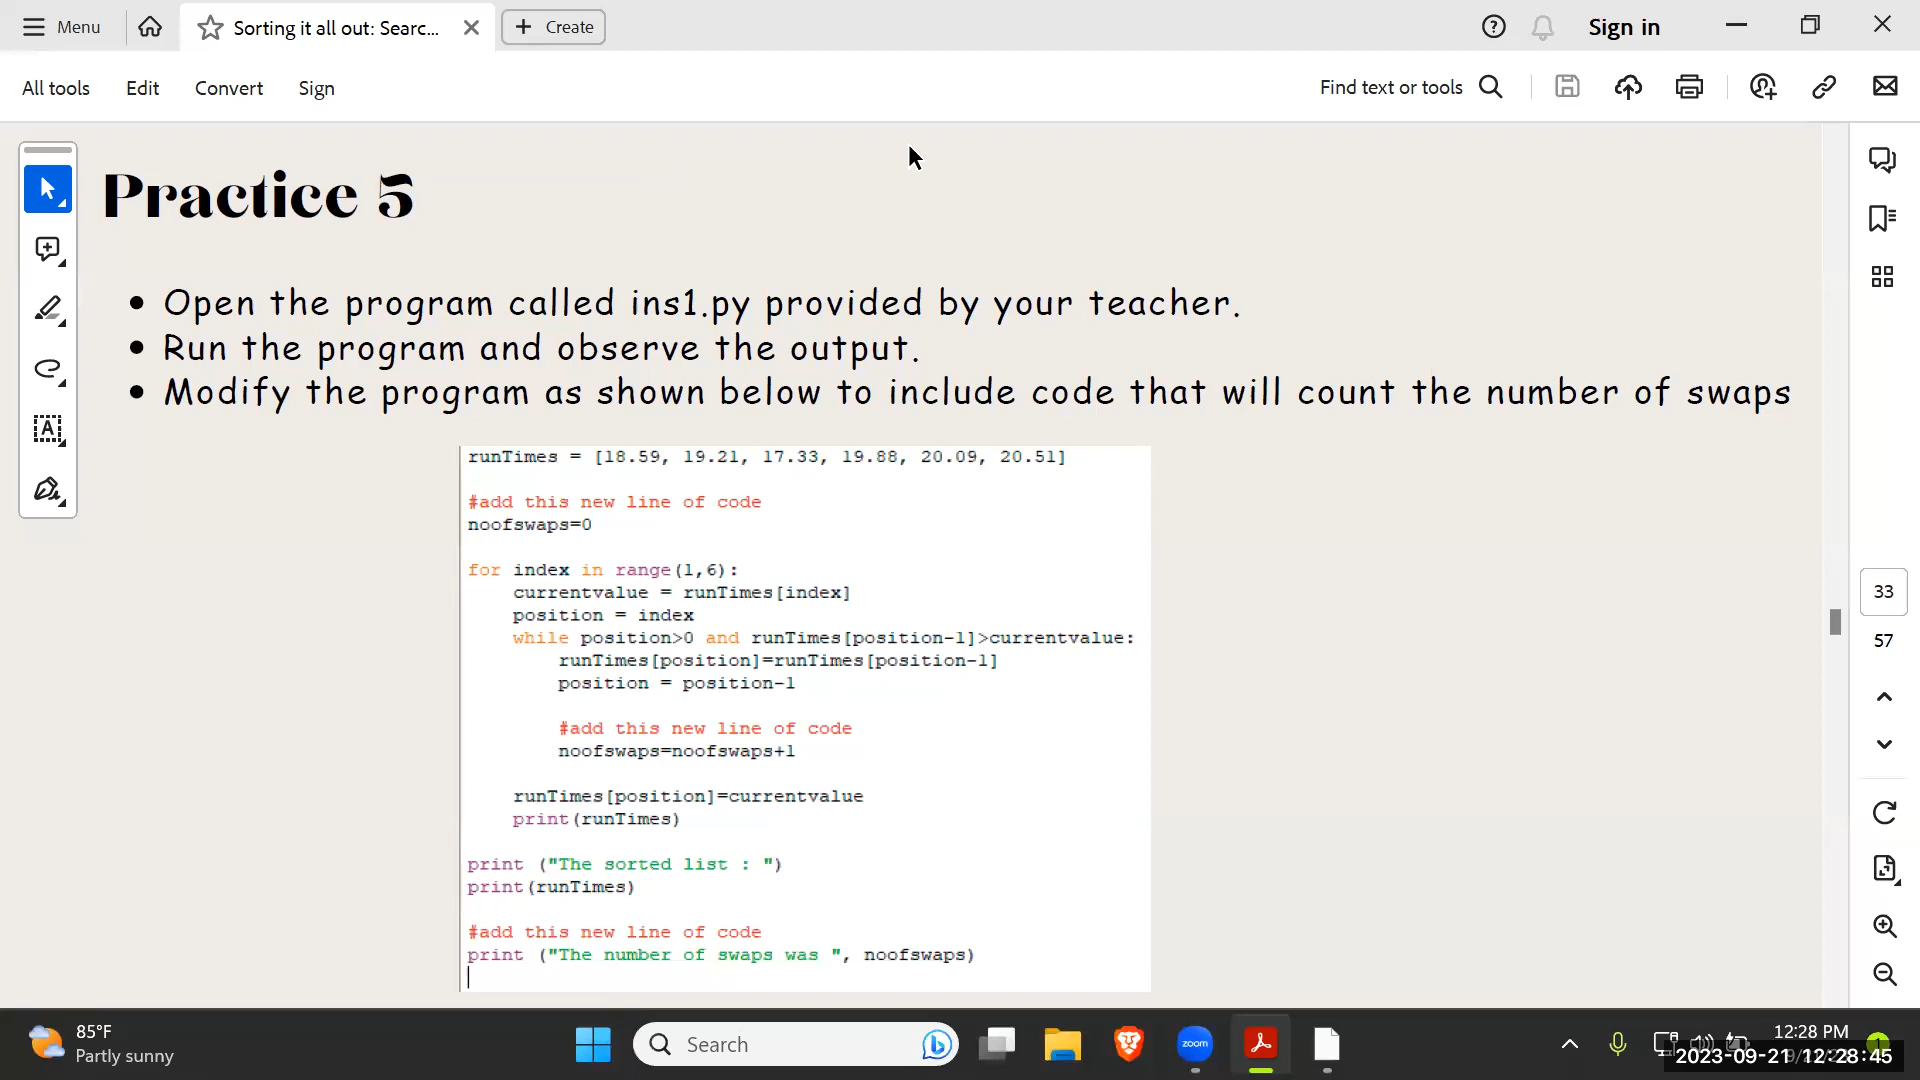 Menu
Sorting it all out: Searc...
Create
Sign in
All tools
Edit
Convert
Sign
Find text or tools
Practice 5
• Open the program called ins1.py provided by your teacher.
• Run the program and observe the output.
• Modify the program as shown below to include code that will count the number of swaps
runTimes = [18.59, 19.21, 17.33, 19.88, 20.09, 20.51]
#add this new line of code
noofswaps=0
for index in range(1,6):
    currentvalue = runTimes[index]
    position = index
    while position>0 and runTimes[position-1]>currentvalue:
        runTimes[position]=runTimes[position-1]
        position = position-1
        #add this new line of code
        noofswaps=noofswaps+1
    runTimes[position]=currentvalue
    print(runTimes)
print ("The sorted list : ")
print(runTimes)
#add this new line of code
print ("The number of swaps was ", noofswaps)
33
57
85°F
Partly sunny
Search
zoom
12:28 PM
2023-09-21 12:28:45